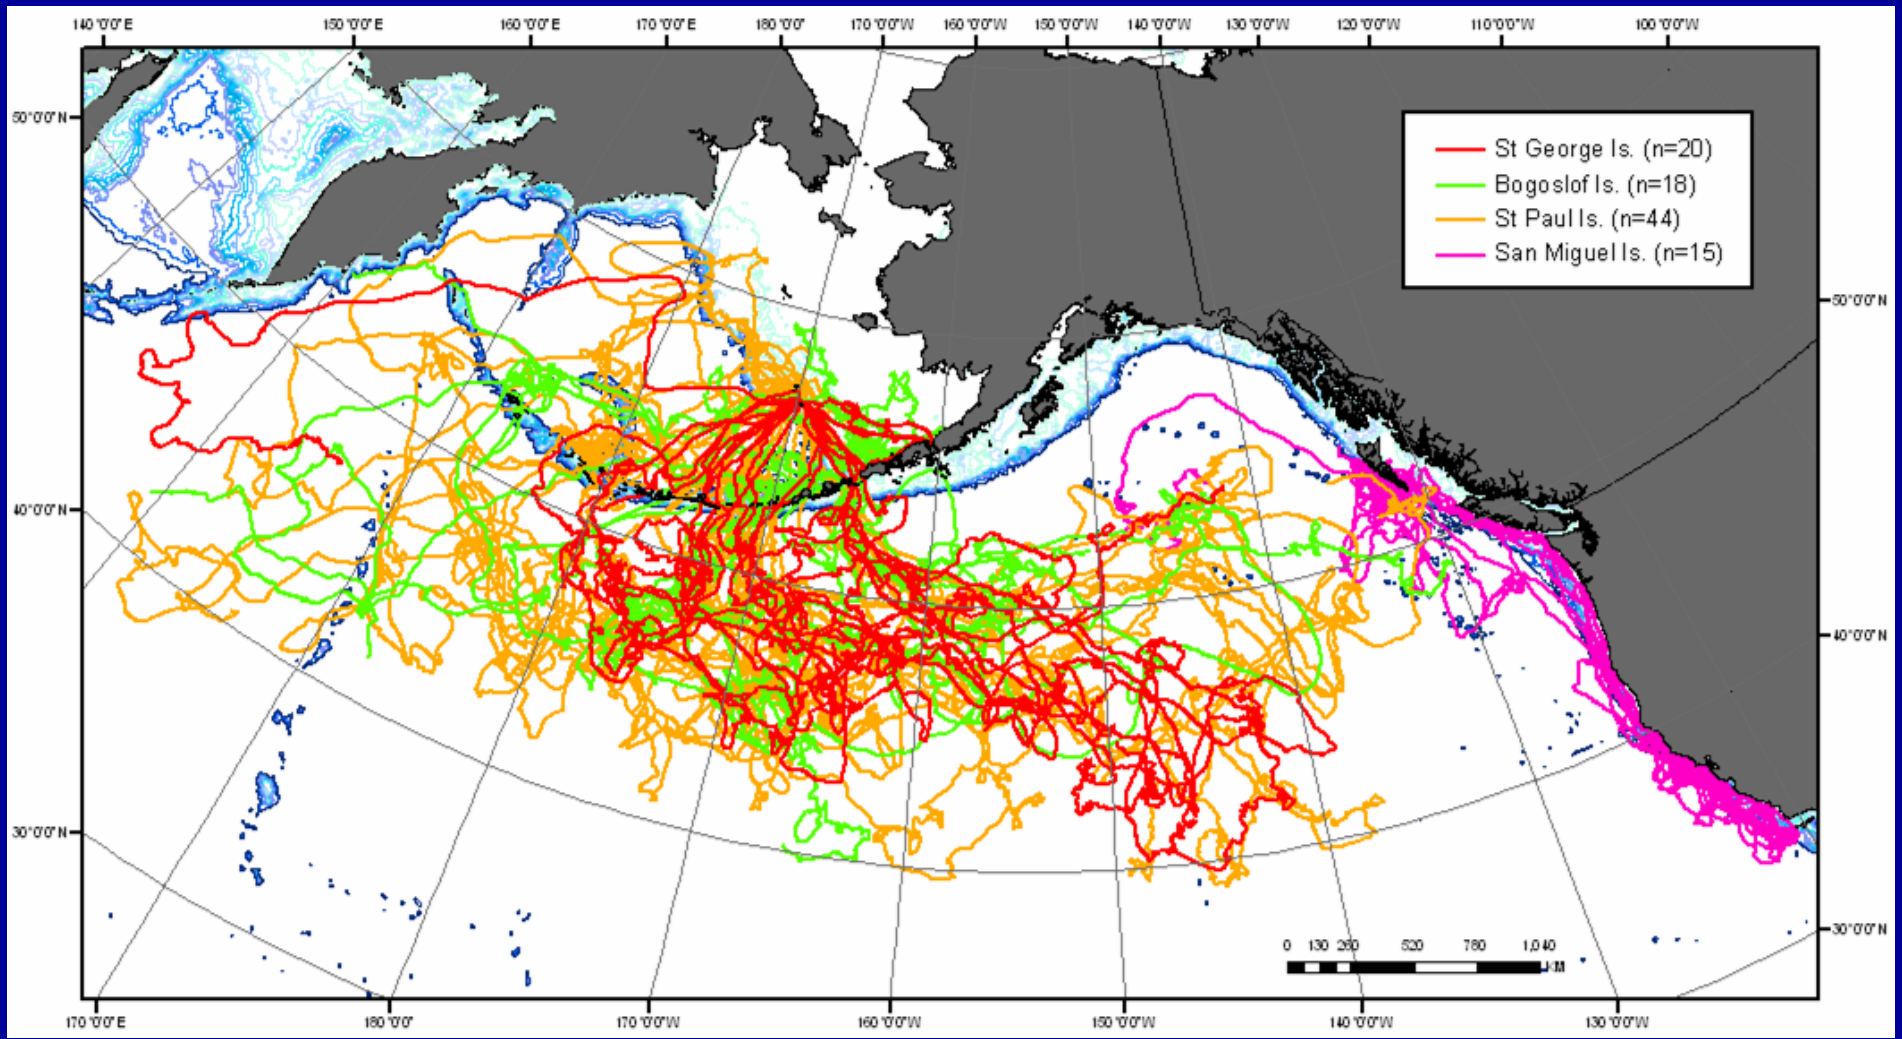 140°0'0"E 150°0'0"E 160°0'0"E 170°0'0"E 180°0'0" 170°0'0"W 160°0'0"W 150°0'0"W 140°0'0"W 130°0'0"W 120°0'0"W 110°0'0"W 100°0'0"W
50°0'0"N
St George Is. (n=20)
Bogoslof Is. (n=18)
St Paul Is. (n=44)
San Miguel Is. (n=15)
50°0'0"N
40°0'0"N
40°0'0"N
30°0'0"N
30°0'0"N
0 130 260 520 780 1,040
KM
170°0'0"E 180°0'0" 170°0'0"W 160°0'0"W 150°0'0"W 140°0'0"W 130°0'0"W